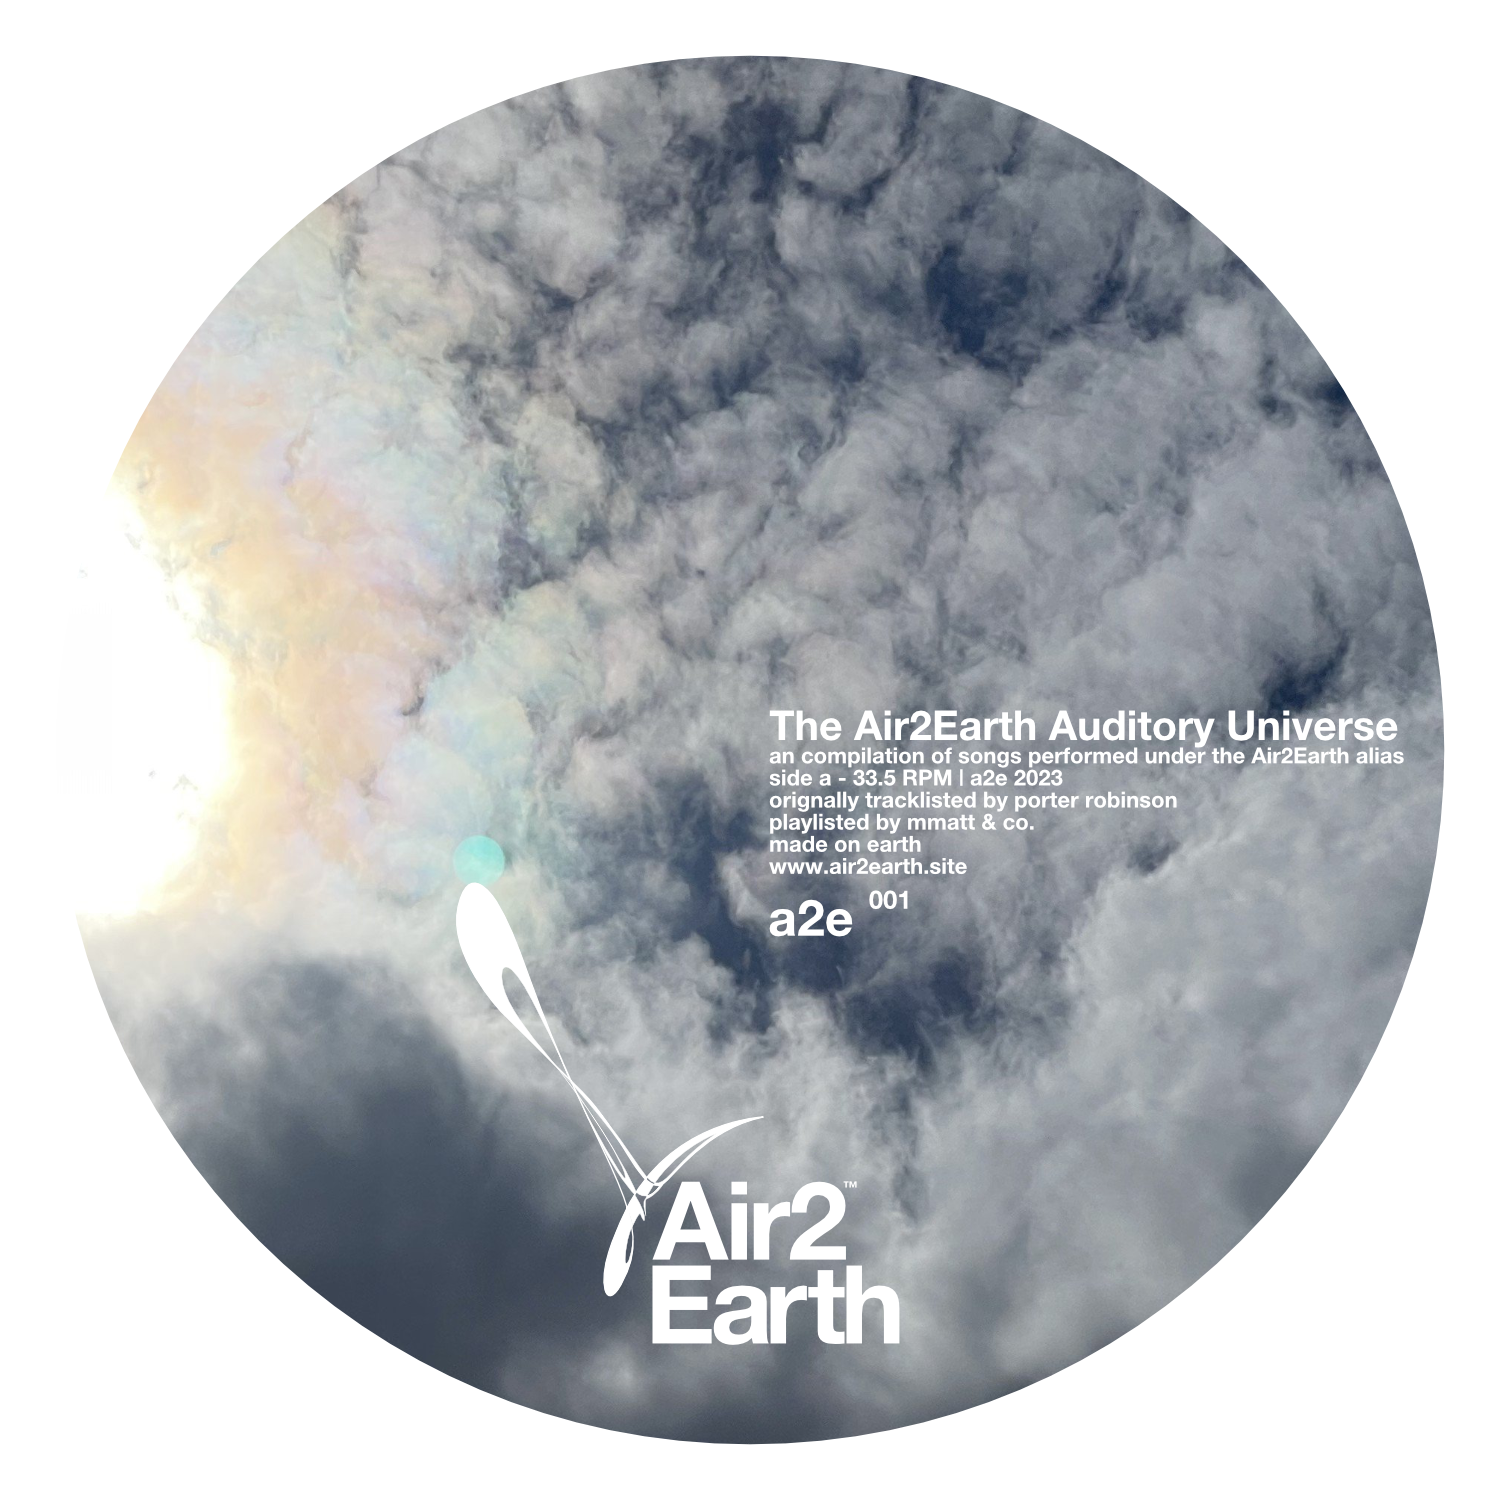 The Air2Earth Auditory Universe
an compilation of songs performed under the Air2Earth alias
side a - 33.5 RPM | a2e 2023
orignally tracklisted by porter robinson
playlisted by mmatt & co.
made on earth
www.air2earth.site
a2e 001
Air2™
Earth